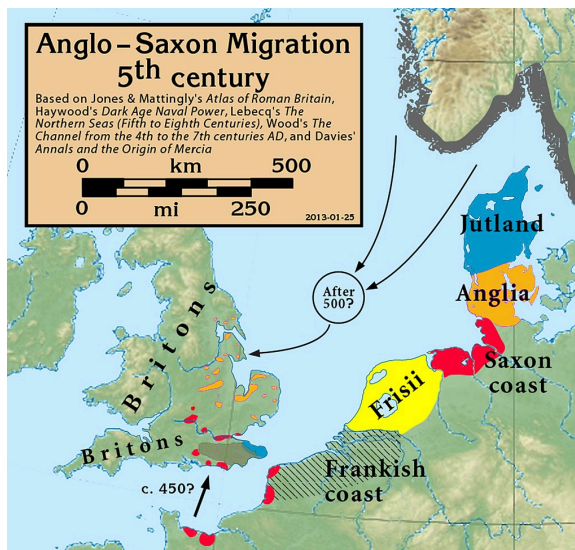 Anglo – Saxon Migration
5th century
Based on Jones & Mattingly's Atlas of Roman Britain,
Haywood's Dark Age Naval Power, Lebecq's The
Northern Seas (Fifth to Eighth Centuries), Wood's The
Channel from the 4th to the 7th centuries AD, and Davies'
Annals and the Origin of Mercia
0 km 500
0 mi 250
2013-01-25
Jutland
After
500?
Anglia
Britons
Saxon
coast
Frisii
Britons
Frankish
coast
c. 450?